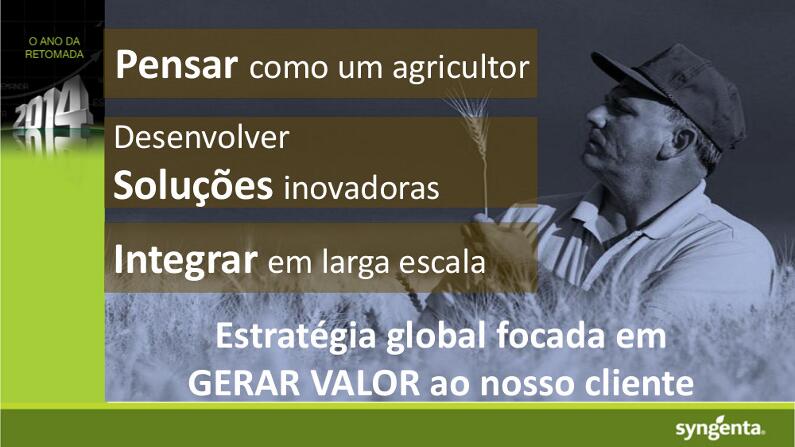 O ANO DA
RETOMADA
2014
Pensar como um agricultor
Desenvolver
Soluções inovadoras
Integrar em larga escala
Estratégia global focada em
GERAR VALOR ao nosso cliente
syngenta.